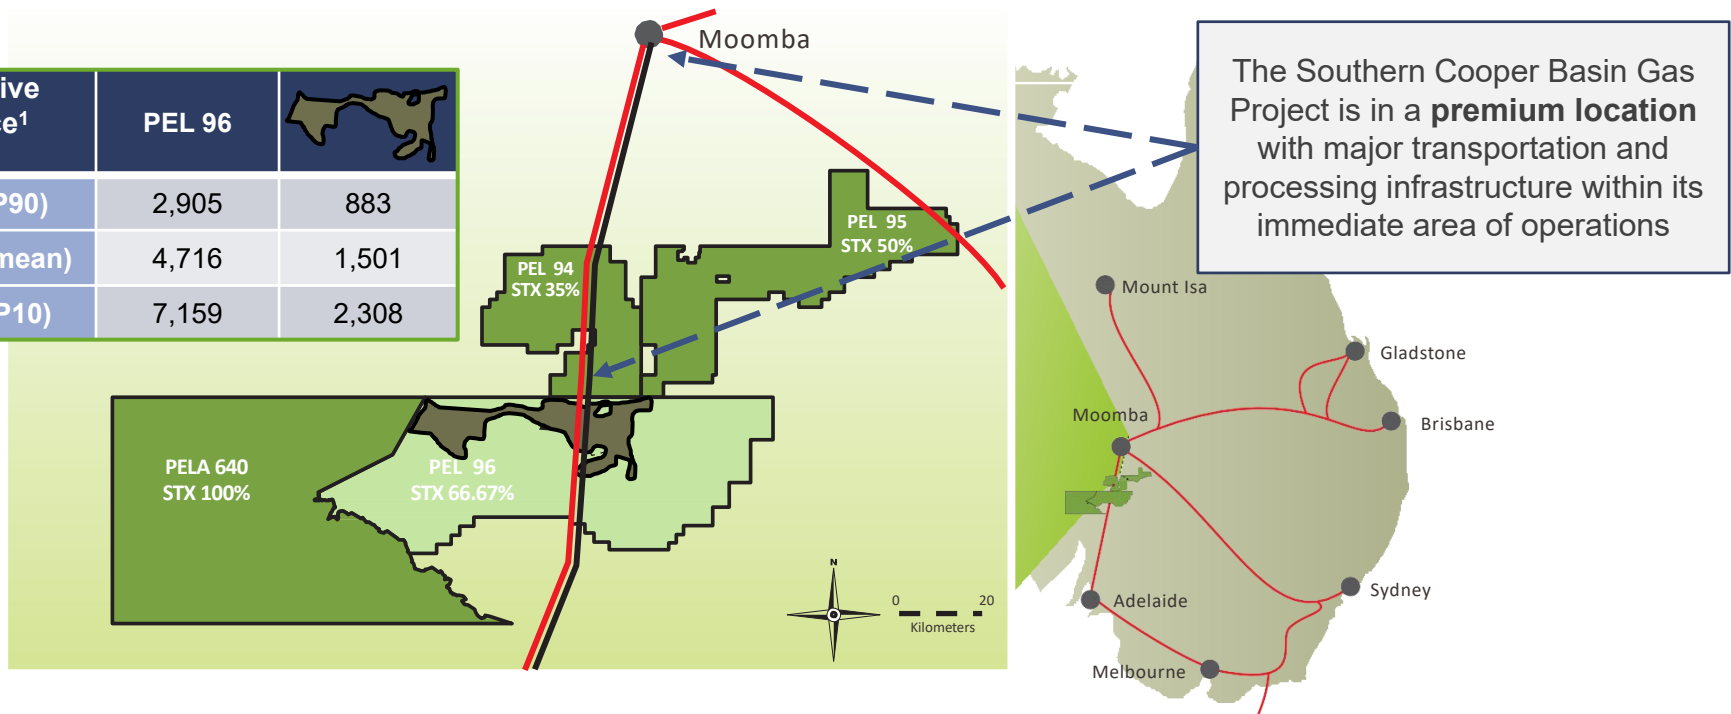 Moomba
ive
ce¹
PEL 96
P90)
2,905
883
mean)
4,716
1,501
P10)
7,159
2,308
PEL 95
STX 50%
PEL 94
STX 35%
PELA 640
STX 100%
PEL 96
STX 66.67%
N
0
20
Kilometers
The Southern Cooper Basin Gas
Project is in a premium location
with major transportation and
processing infrastructure within its
immediate area of operations
Mount Isa
Gladstone
Moomba
Brisbane
Sydney
Adelaide
Melbourne